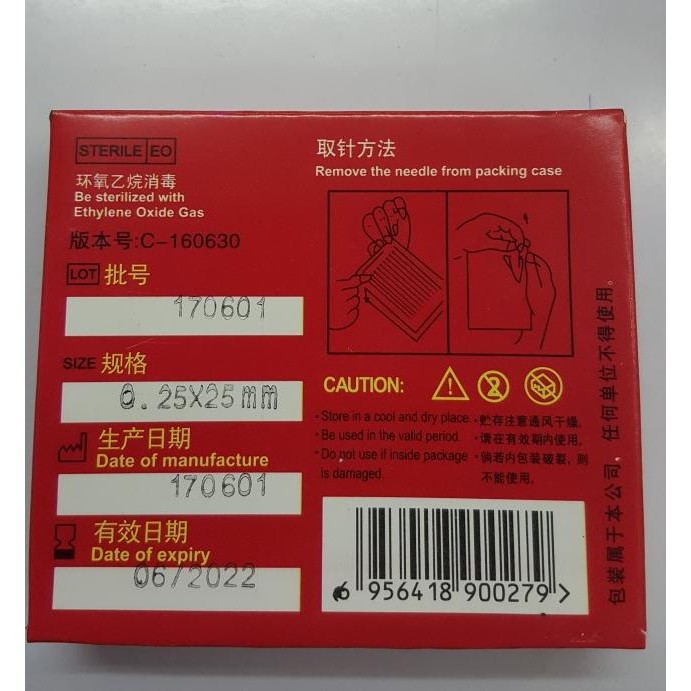 STERILE EO
环氧乙烷消毒
Be sterilized with
Ethylene Oxide Gas
版本号:C-160630
LOT 批号
170601
SIZE 规格
0.25X25mm
生产日期
Date of manufacture
170601
有效日期
Date of expiry
06/2022
取针方法
Remove the needle from packing case
CAUTION:
2
·Store in a cool and dry place.
·Be used in the valid period.
·Do not use if inside package
is damaged.
·贮存注意通风干燥。
·请在有效期内使用。
·倘若内包装破裂，则
不能使用。
6 956418 900279 >
包装属于本公司，任何单位不得使用。